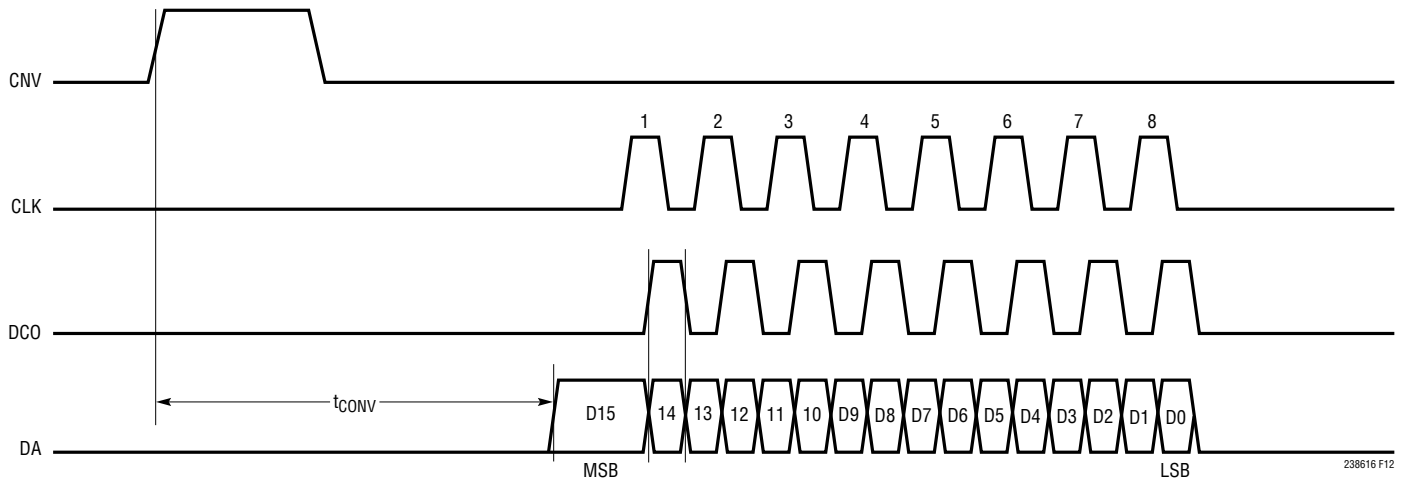 CNV
1 2 3 4 5 6 7 8
CLK
DCO
tCONV
D15 14 13 12 11 10 D9 D8 D7 D6 D5 D4 D3 D2 D1 D0
DA
MSB LSB
238616 F12